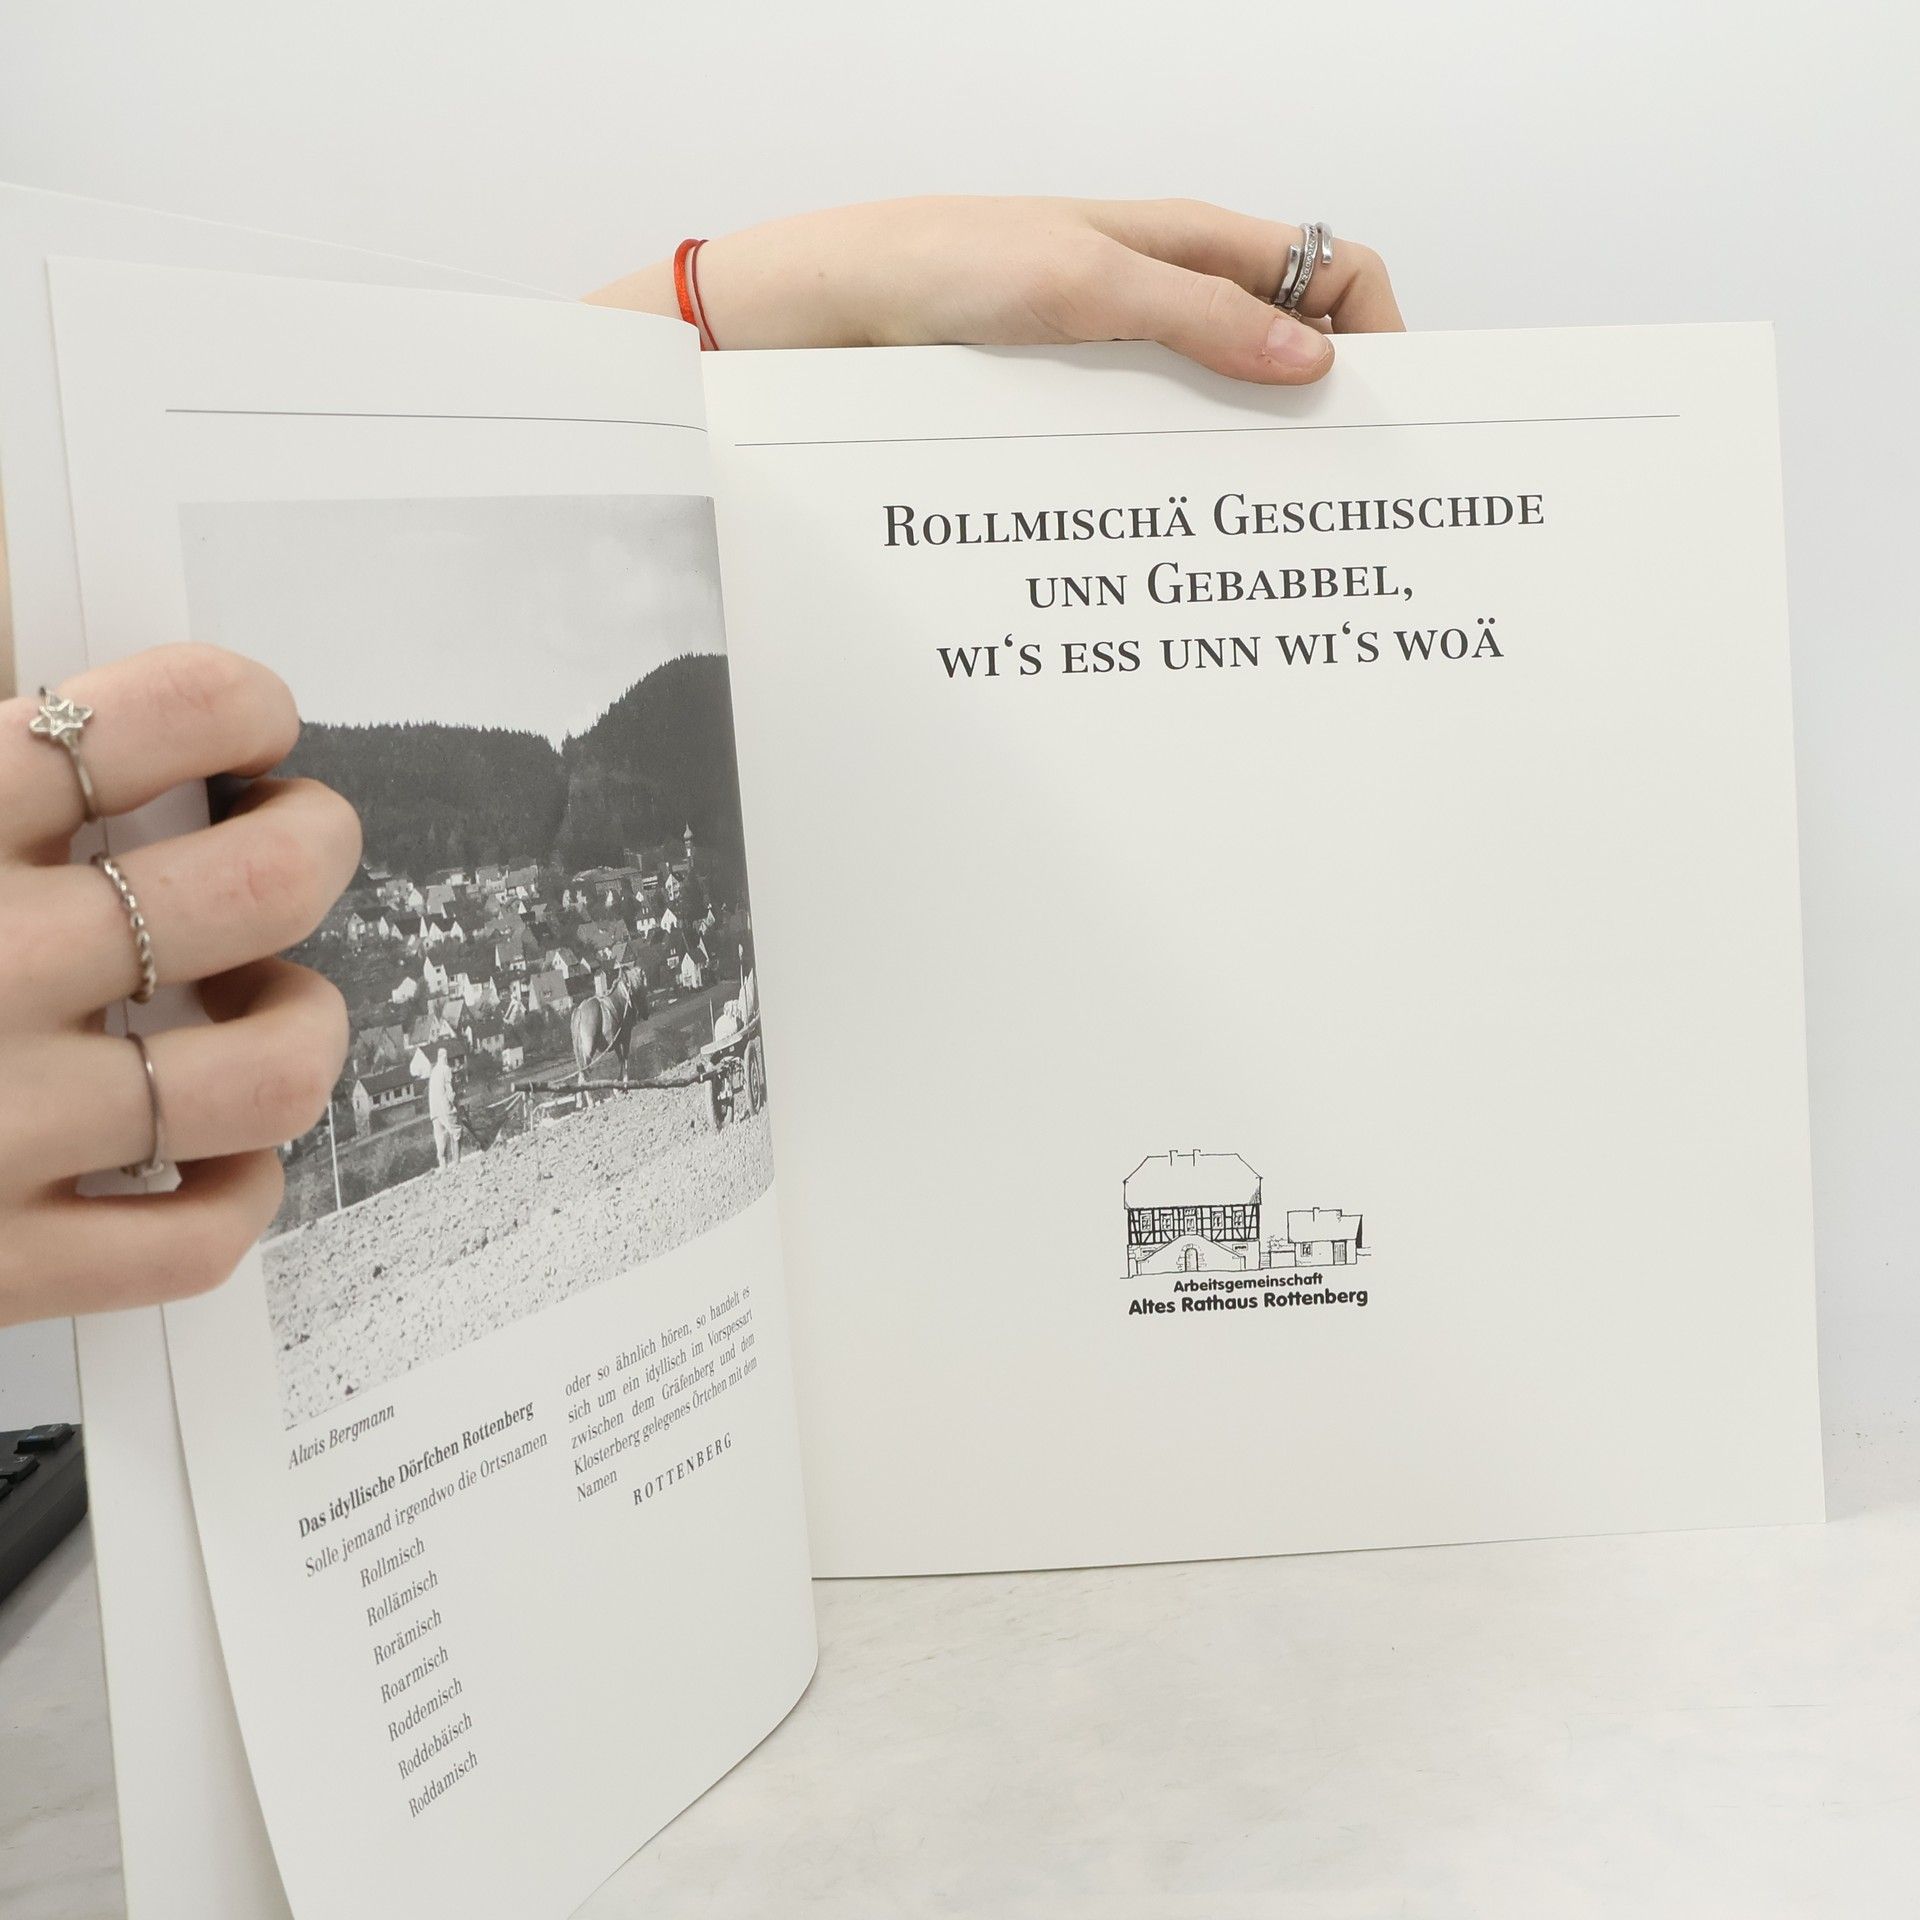 Alwis Bergmann
Das idyllische Dörfchen Rottenberg
Solle jemand irgendwo die Ortsnamen
Rollmisch
Rollämisch
Rorämisch
Roarmisch
Roddemisch
Roddebäisch
Roddamisch
oder so ähnlich hören, so handelt es
sich um ein idyllisch im Vorspessart
zwischen dem Gräfenberg und dem
Klosterberg gelegenes Örtchen mit dem
Namen
ROTTENBERG
ROLLMISCHÄ GESCHISCHDE
UNN GEBABBEL,
WI‘S ESS UNN WI‘S WOÄ
Arbeitsgemeinschaft
Altes Rathaus Rottenberg